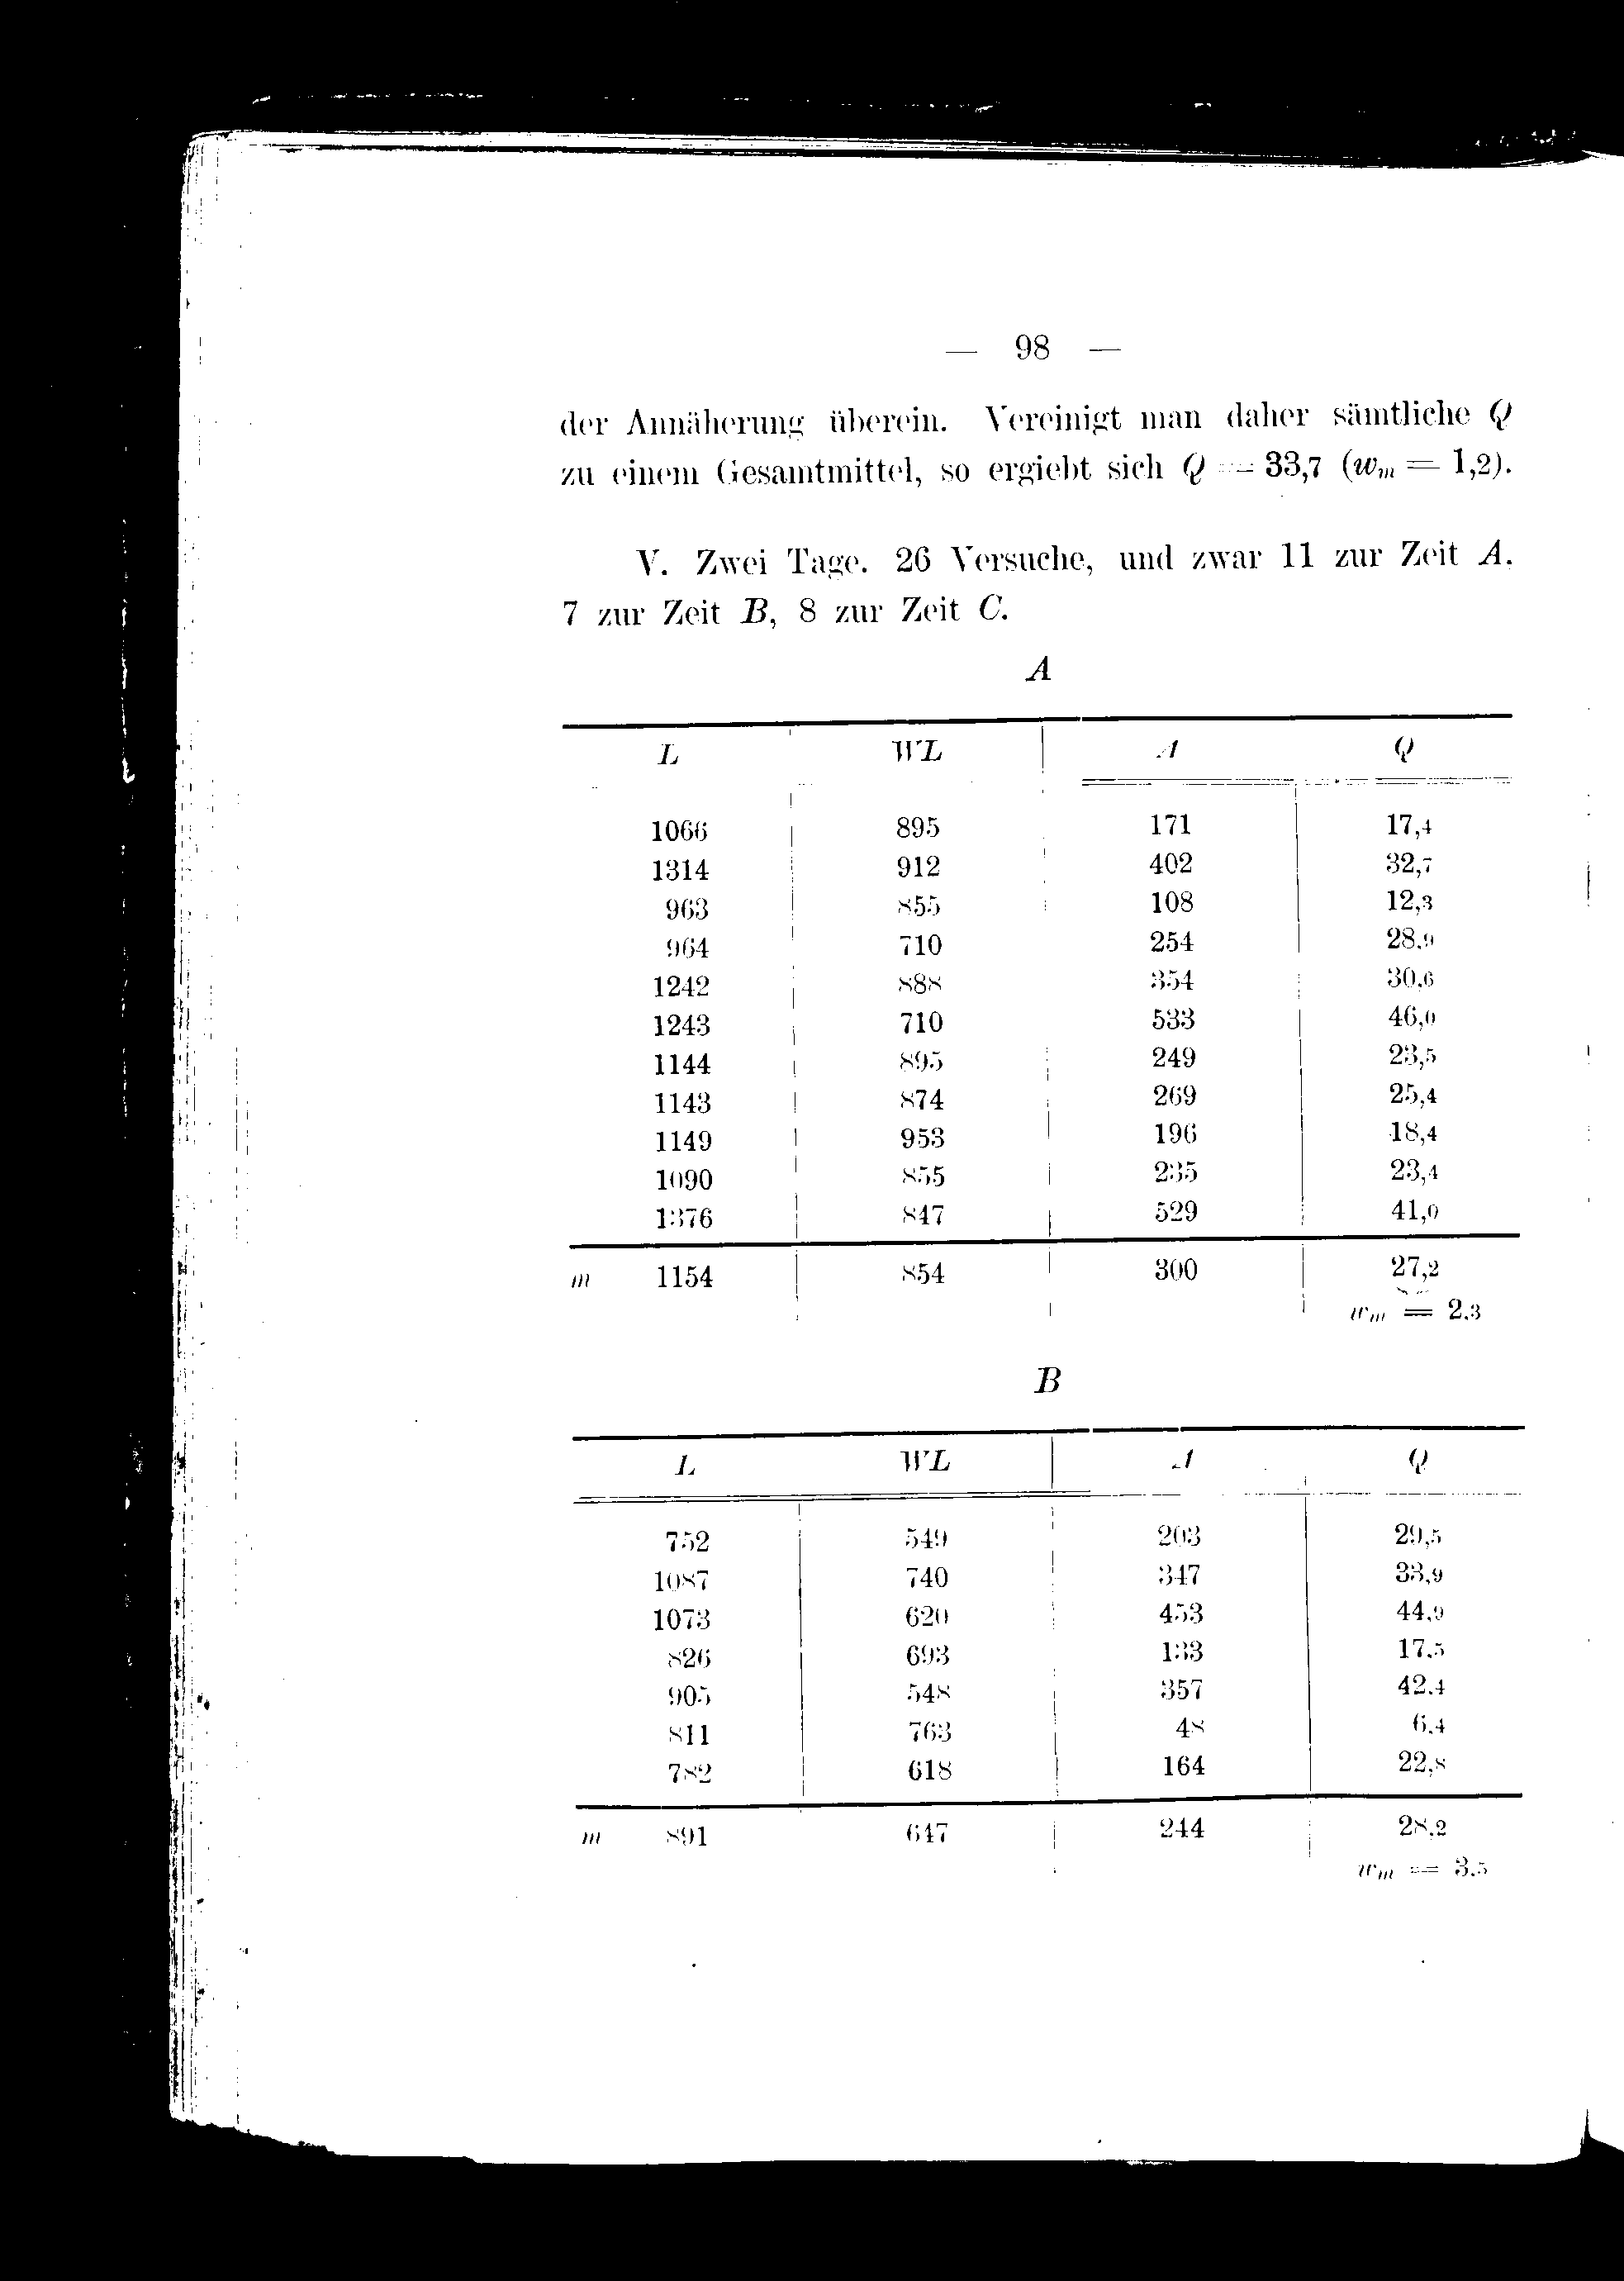 — 98 —
der Annäherung überein. Vereinigt man daher sämtliche Q
zu einem Gesamtmittel, so ergiebt sich Q = 33,7 (wm = 1,2).
V. Zwei Tage. 26 Versuche, und zwar 11 zur Zeit A,
7 zur Zeit B, 8 zur Zeit C.
A
L WL A Q
1066 895 171 17,4
1314 912 402 32,7
963 855 108 12,3
964 710 254 28,9
1242 888 354 30,6
1243 710 533 46,0
1144 895 249 23,5
1143 874 269 25,4
1149 953 196 18,4
1090 855 235 23,4
1376 847 529 41,0
m 1154 854 300 27,2
wm = 2,3
B
L WL A Q
752 549 203 29,5
1087 740 347 33,9
1073 620 453 44,9
826 693 133 17,5
905 548 357 42,4
811 763 48 6,4
782 618 164 22,8
m 891 647 244 28,2
wm = 3,5